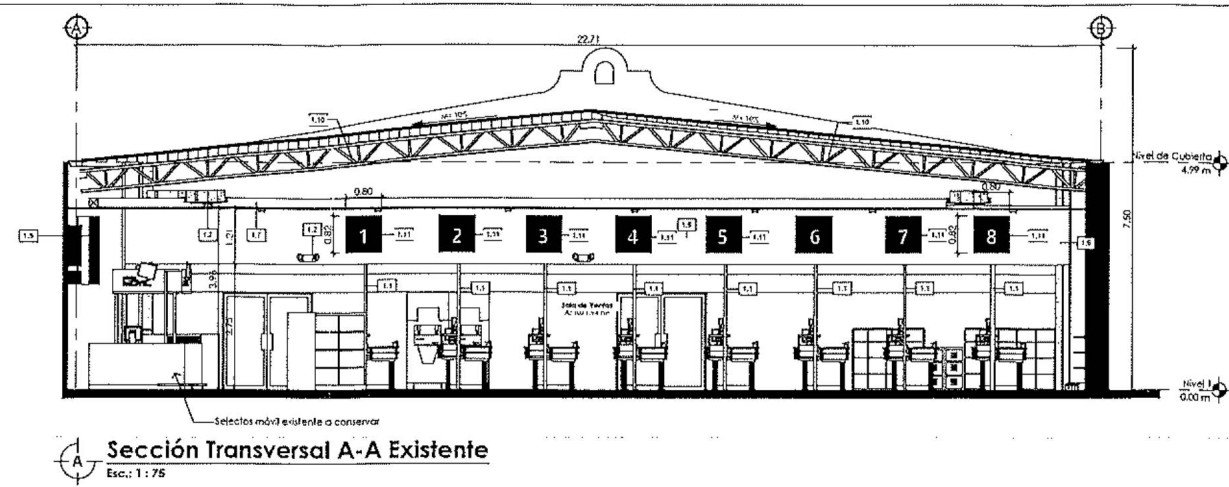 A B
22.71
1.10 1.10
Nivel de Cubierta
4.99 m
7.50
0.80 0.80
1.2 1.7 1.2
0.82 0.82
1 1.11 2 1.11 3 1.11 4 1.11 5 1.11 6 7 1.11 8 1.11
3.96
1.1 1.1 1.1 1.1 1.1 1.1 1.1 1.1
Sala de Ventas
2.75
Nivel 1
0.00 m
Selectos móvil existente a conservar
A
Sección Transversal A-A Existente
Esc.: 1 : 75